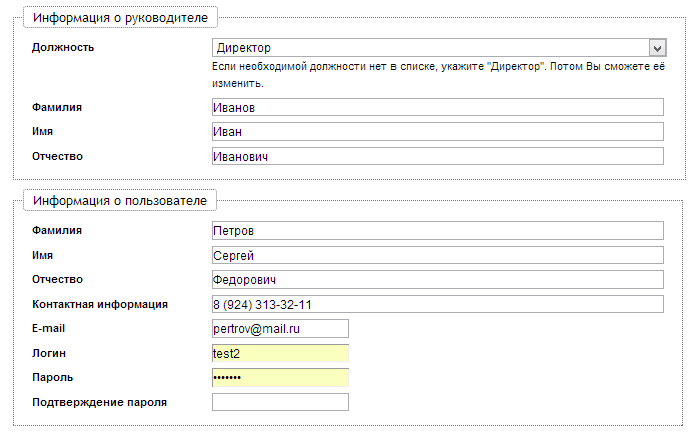 Информация о руководителе
Должность Директор
Если необходимой должности нет в списке, укажите "Директор". Потом Вы сможете её
изменить.
Фамилия Иванов
Имя Иван
Отчество Иванович
Информация о пользователе
Фамилия Петров
Имя Сергей
Отчество Федорович
Контактная информация 8 (924) 313-32-11
E-mail pertrov@mail.ru
Логин test2
Пароль •••••••
Подтверждение пароля